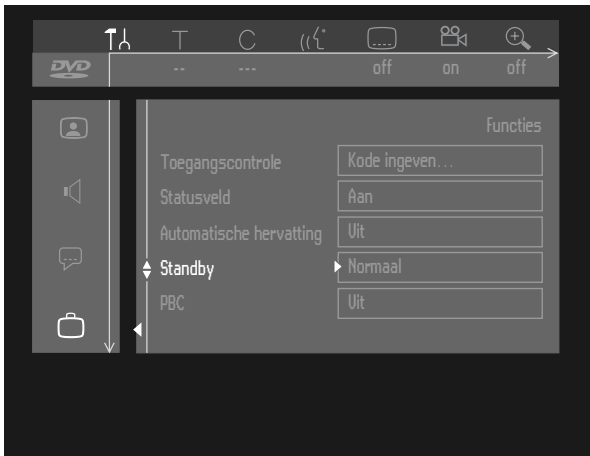 T C
DVD -- --- off on off
Functies
Toegangscontrole Kode ingeven...
Statusveld Aan
Automatische hervatting Uit
Standby Normaal
PBC Uit